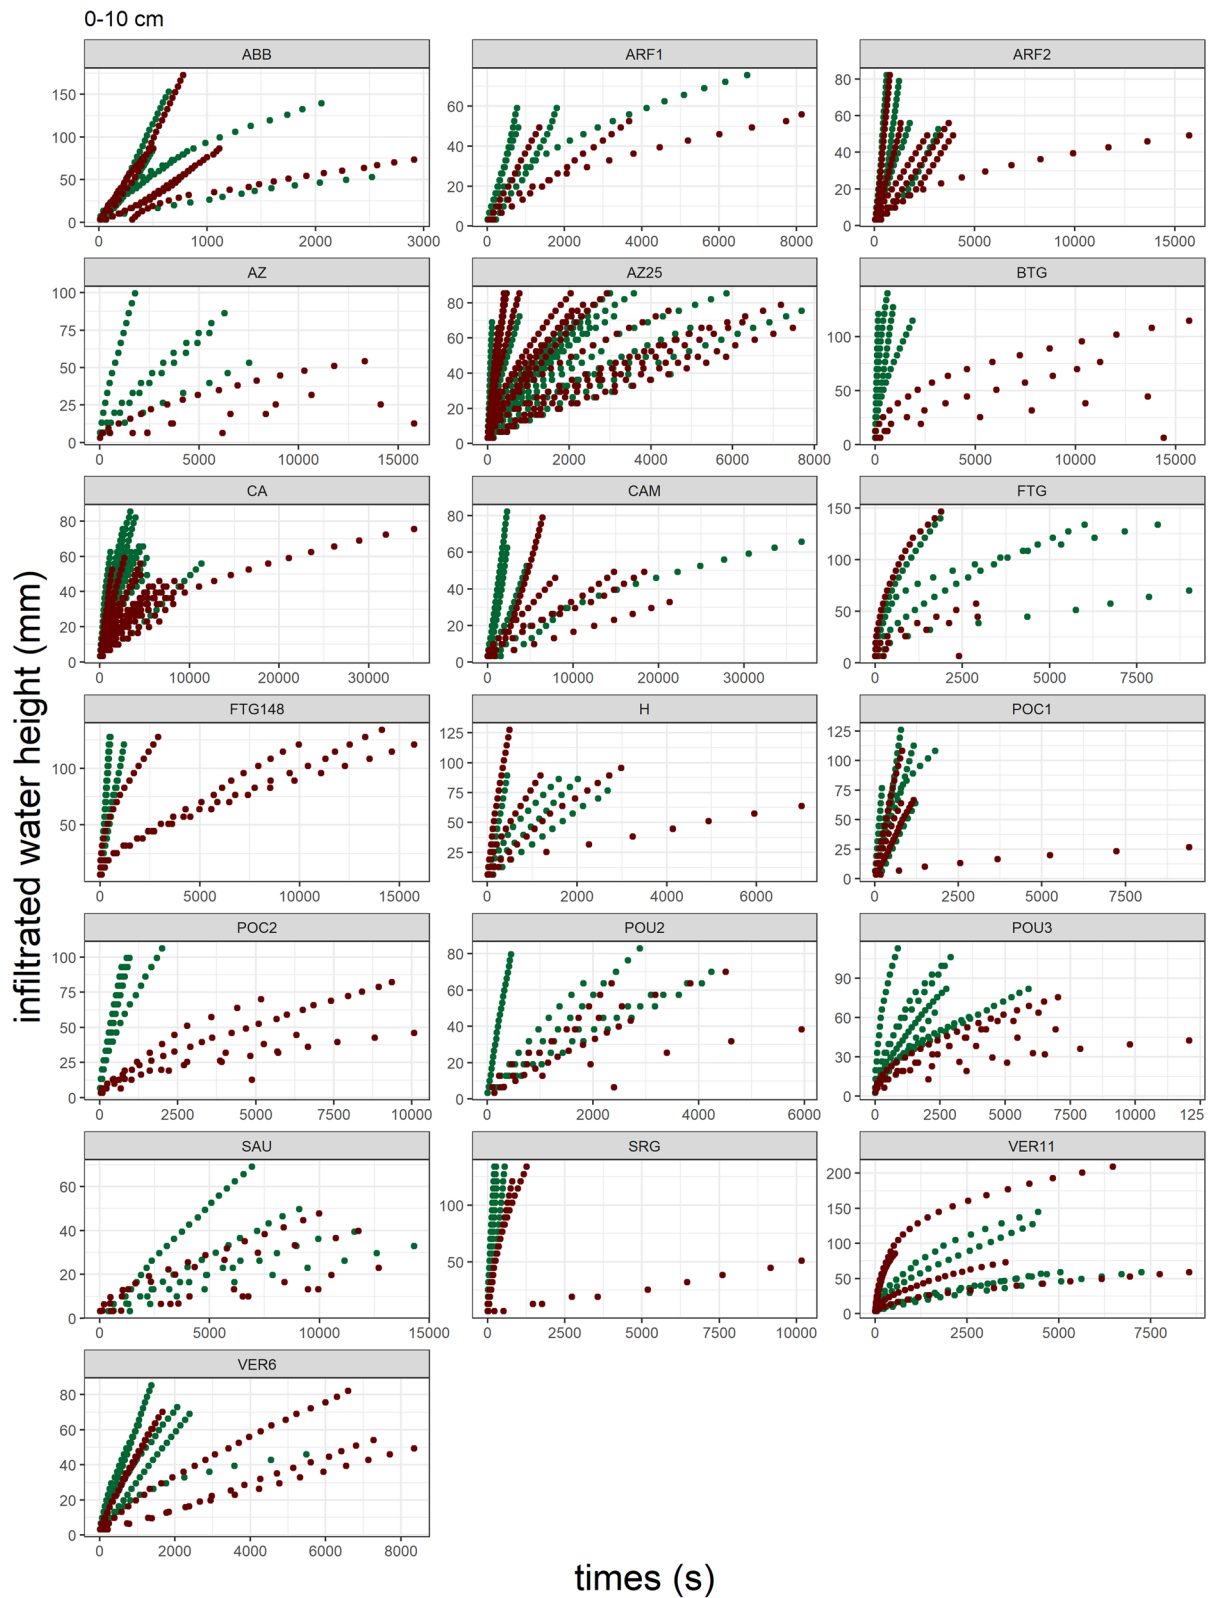 0-10 cm
ABB ARF1 ARF2
150 100 50 0
60 40 20 0
80 60 40 20 0
0 1000 2000 3000
0 2000 4000 6000 8000
0 5000 10000 15000
AZ AZ25 BTG
100 75 50 25 0
80 60 40 20 0
100 50 0
0 5000 10000 15000
0 2000 4000 6000 8000
0 5000 10000 15000
CA CAM FTG
80 60 40 20 0
80 60 40 20 0
150 100 50 0
0 10000 20000 30000
0 10000 20000 30000
0 2500 5000 7500
infiltrated water height (mm)
FTG148 H POC1
100 50
125 100 75 50 25
125 100 75 50 25 0
0 5000 10000 15000
0 2000 4000 6000
0 2500 5000 7500
POC2 POU2 POU3
100 75 50 25 0
80 60 40 20 0
90 60 30 0
0 2500 5000 7500 10000
0 2000 4000 6000
0 2500 5000 7500 10000 125
SAU SRG VER11
60 40 20 0
100 50
200 150 100 50 0
0 5000 10000 15000
0 2500 5000 7500 10000
0 2500 5000 7500
VER6
80 60 40 20 0
0 2000 4000 6000 8000
times (s)